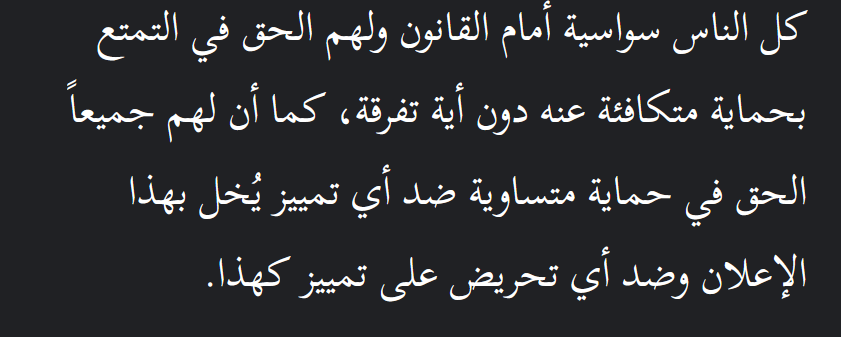 كل الناس سواسية أمام القانون ولهم الحق في التمتع
بحماية متكافئة عنه دون أية تفرقة، كما أن لهم جميعاً
الحق في حماية متساوية ضد أي تمييز يُخل بهذا
الإعلان وضد أي تحريض على تمييز كهذا.